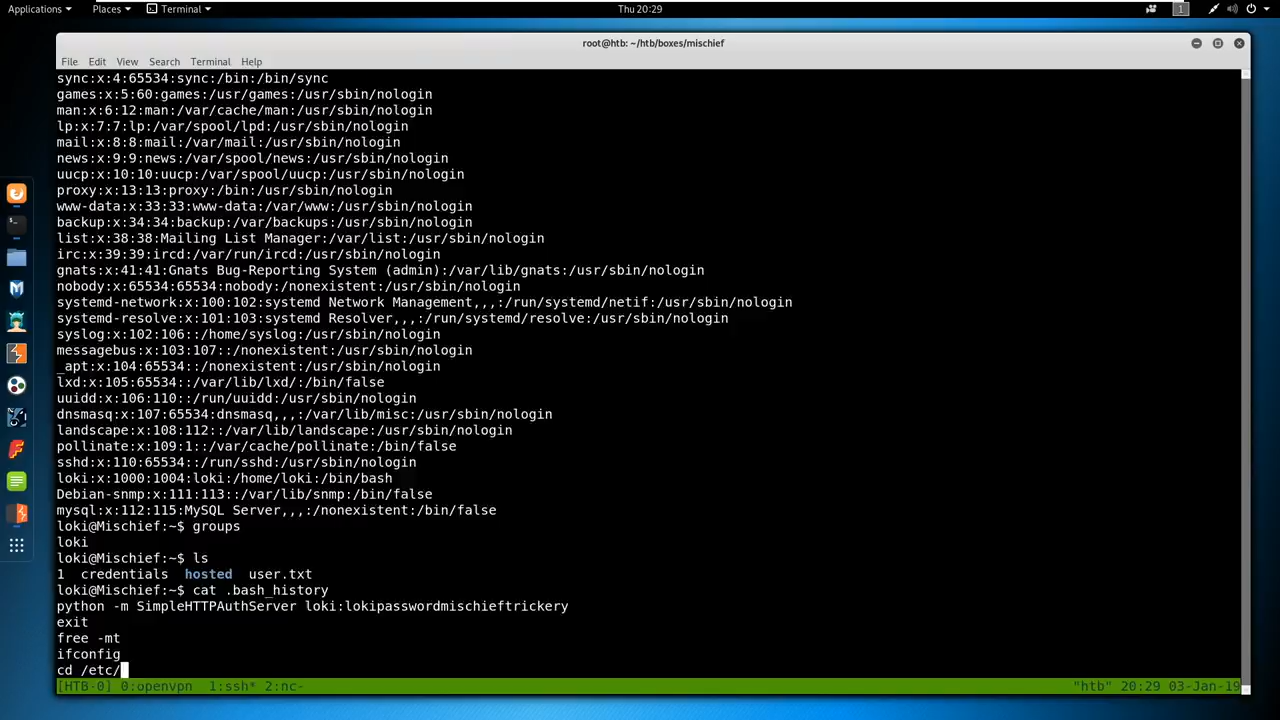 Applications Places Terminal Thu 20:29 1
root@htb: ~/htb/boxes/mischief
File Edit View Search Terminal Help
sync:x:4:65534:sync:/bin:/bin/sync
games:x:5:60:games:/usr/games:/usr/sbin/nologin
man:x:6:12:man:/var/cache/man:/usr/sbin/nologin
lp:x:7:7:lp:/var/spool/lpd:/usr/sbin/nologin
mail:x:8:8:mail:/var/mail:/usr/sbin/nologin
news:x:9:9:news:/var/spool/news:/usr/sbin/nologin
uucp:x:10:10:uucp:/var/spool/uucp:/usr/sbin/nologin
proxy:x:13:13:proxy:/bin:/usr/sbin/nologin
www-data:x:33:33:www-data:/var/www:/usr/sbin/nologin
backup:x:34:34:backup:/var/backups:/usr/sbin/nologin
list:x:38:38:Mailing List Manager:/var/list:/usr/sbin/nologin
irc:x:39:39:ircd:/var/run/ircd:/usr/sbin/nologin
gnats:x:41:41:Gnats Bug-Reporting System (admin):/var/lib/gnats:/usr/sbin/nologin
nobody:x:65534:65534:nobody:/nonexistent:/usr/sbin/nologin
systemd-network:x:100:102:systemd Network Management,,,:/run/systemd/netif:/usr/sbin/nologin
systemd-resolve:x:101:103:systemd Resolver,,,:/run/systemd/resolve:/usr/sbin/nologin
syslog:x:102:106::/home/syslog:/usr/sbin/nologin
messagebus:x:103:107::/nonexistent:/usr/sbin/nologin
_apt:x:104:65534::/nonexistent:/usr/sbin/nologin
lxd:x:105:65534::/var/lib/lxd/:/bin/false
uuidd:x:106:110::/run/uuidd:/usr/sbin/nologin
dnsmasq:x:107:65534:dnsmasq,,,:/var/lib/misc:/usr/sbin/nologin
landscape:x:108:112::/var/lib/landscape:/usr/sbin/nologin
pollinate:x:109:1::/var/cache/pollinate:/bin/false
sshd:x:110:65534::/run/sshd:/usr/sbin/nologin
loki:x:1000:1004:loki:/home/loki:/bin/bash
Debian-snmp:x:111:113::/var/lib/snmp:/bin/false
mysql:x:112:115:MySQL Server,,,:/nonexistent:/bin/false
loki@Mischief:~$ groups
loki
loki@Mischief:~$ ls
1 credentials hosted user.txt
loki@Mischief:~$ cat .bash_history
python -m SimpleHTTPAuthServer loki:lokipasswordmischieftrickery
exit
free -mt
ifconfig
cd /etc/
[HTB-0] 0:openvpn 1:ssh* 2:nc- "htb" 20:29 03-Jan-19